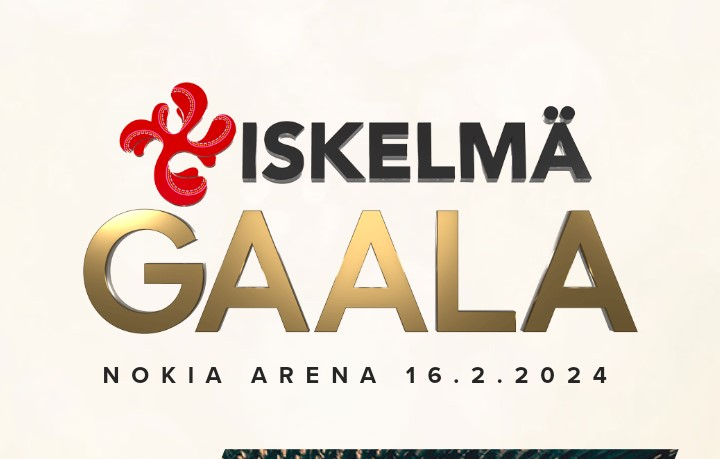 ISKELMÄ
GAALA
NOKIA ARENA 16.2.2024